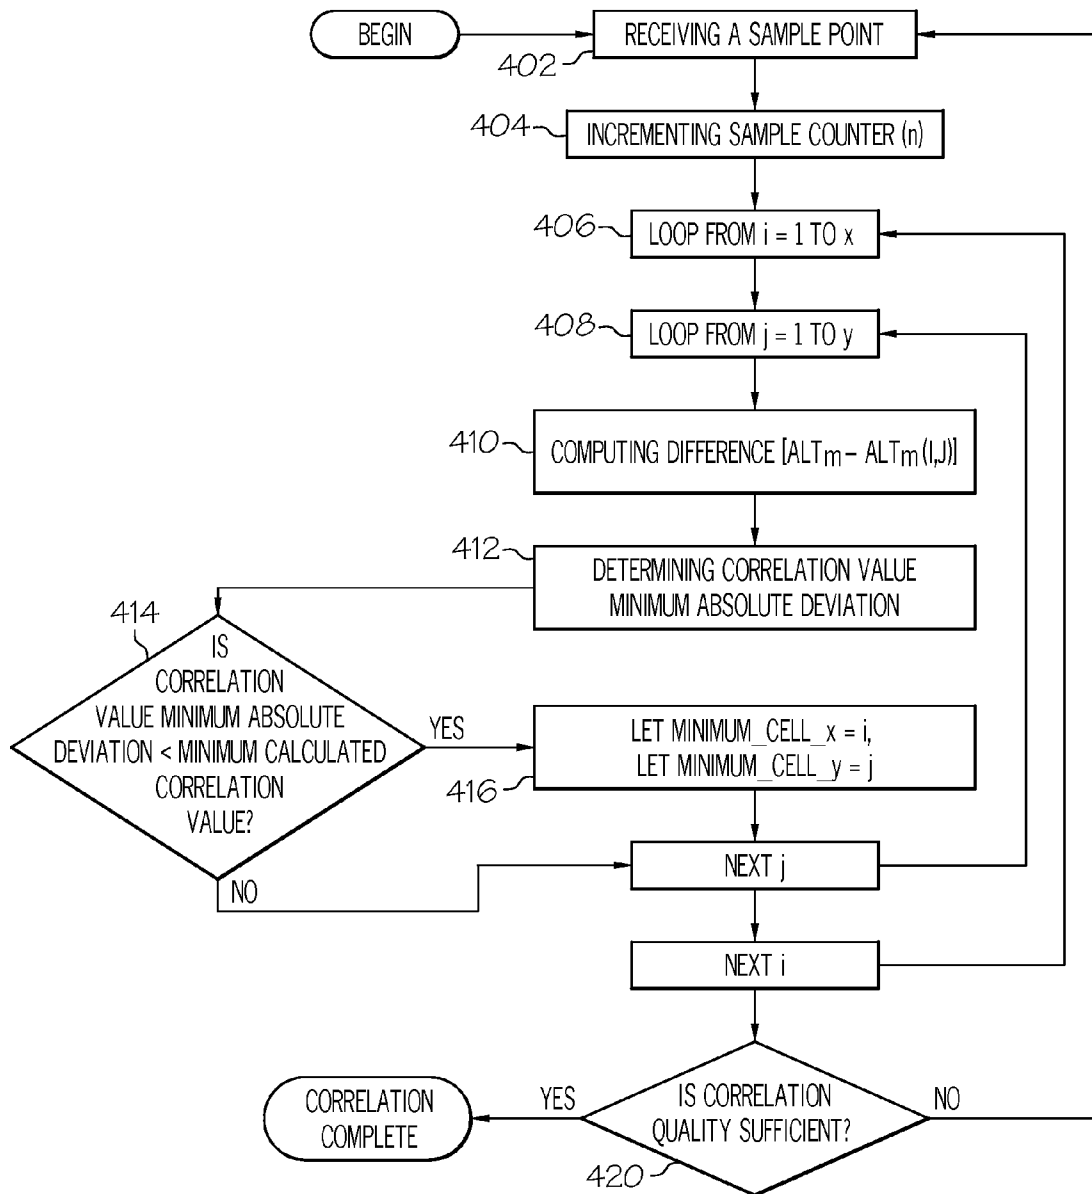 BEGIN
RECEIVING A SAMPLE POINT
402
404
INCREMENTING SAMPLE COUNTER (n)
406
LOOP FROM i = 1 TO x
408
LOOP FROM j = 1 TO y
410
COMPUTING DIFFERENCE [ALTm – ALTm (I,J)]
412
DETERMINING CORRELATION VALUE
MINIMUM ABSOLUTE DEVIATION
414
IS
CORRELATION
VALUE MINIMUM ABSOLUTE
DEVIATION < MINIMUM CALCULATED
CORRELATION
VALUE?
YES
LET MINIMUM_CELL_x = i,
LET MINIMUM_CELL_y = j
416
NO
NEXT j
NEXT i
IS CORRELATION
QUALITY SUFFICIENT?
420
YES
NO
CORRELATION
COMPLETE